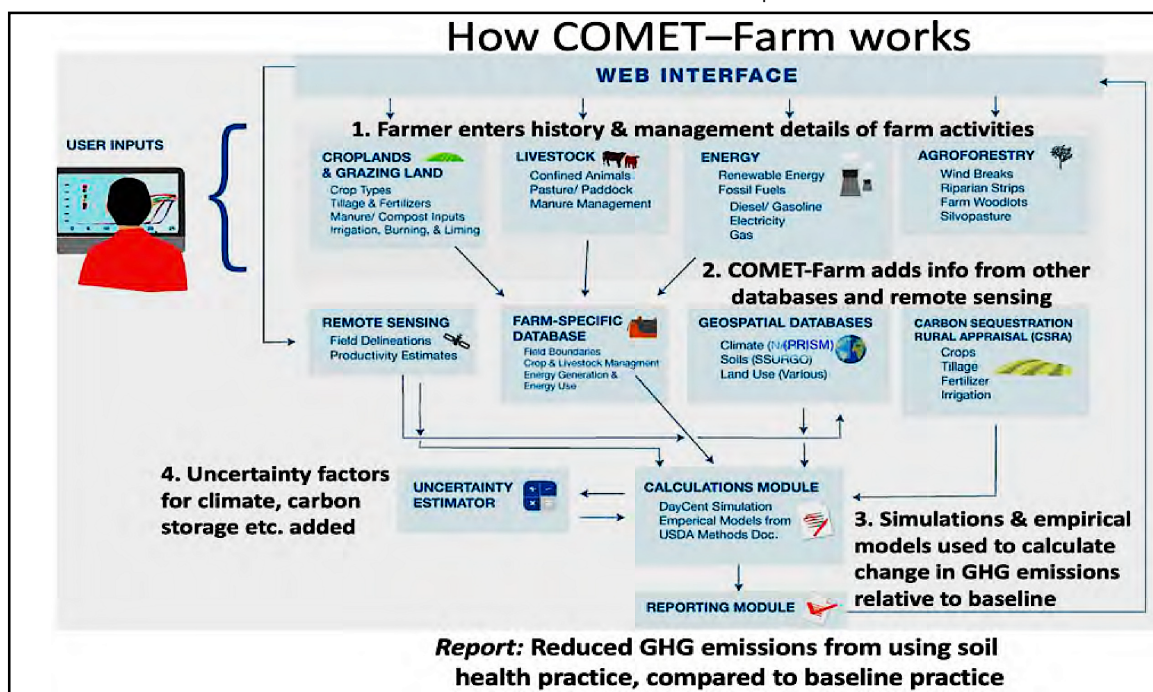 How COMET–Farm works
WEB INTERFACE
1. Farmer enters history & management details of farm activities
USER INPUTS
CROPLANDS
& GRAZING LAND
Crop Types
Tillage & Fertilizers
Manure/ Compost Inputs
Irrigation, Burning, & Liming
LIVESTOCK
Confined Animals
Pasture/ Paddock
Manure Management
ENERGY
Renewable Energy
Fossil Fuels
Diesel/ Gasoline
Electricity
Gas
AGROFORESTRY
Wind Breaks
Riparian Strips
Farm Woodlots
Silvopasture
2. COMET-Farm adds info from other
databases and remote sensing
REMOTE SENSING
Field Delineations
Productivity Estimates
FARM-SPECIFIC
DATABASE
Field Boundaries
Crop & Livestock Managment
Energy Generation &
Energy Use
GEOSPATIAL DATABASES
Climate (PRISM)
Soils (SSURGO)
Land Use (Various)
CARBON SEQUESTRATION
RURAL APPRAISAL (CSRA)
Crops
Tillage
Fertilizer
Irrigation
4. Uncertainty factors
for climate, carbon
storage etc. added
UNCERTAINTY
ESTIMATOR
CALCULATIONS MODULE
DayCent Simulation
Emperical Models from
USDA Methods Doc.
3. Simulations & empirical
models used to calculate
change in GHG emissions
relative to baseline
REPORTING MODULE
Report: Reduced GHG emissions from using soil
health practice, compared to baseline practice